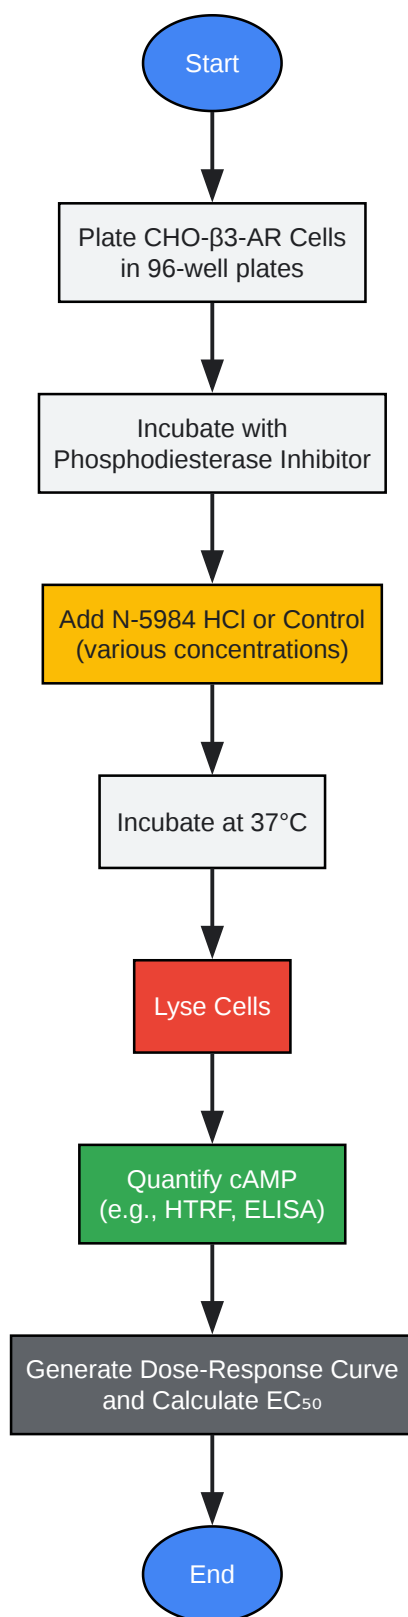 Start
Plate CHO-β3-AR Cells
in 96-well plates
Incubate with
Phosphodiesterase Inhibitor
Add N-5984 HCl or Control
(various concentrations)
Incubate at 37°C
Lyse Cells
Quantify cAMP
(e.g., HTRF, ELISA)
Generate Dose-Response Curve
and Calculate EC₅₀
End